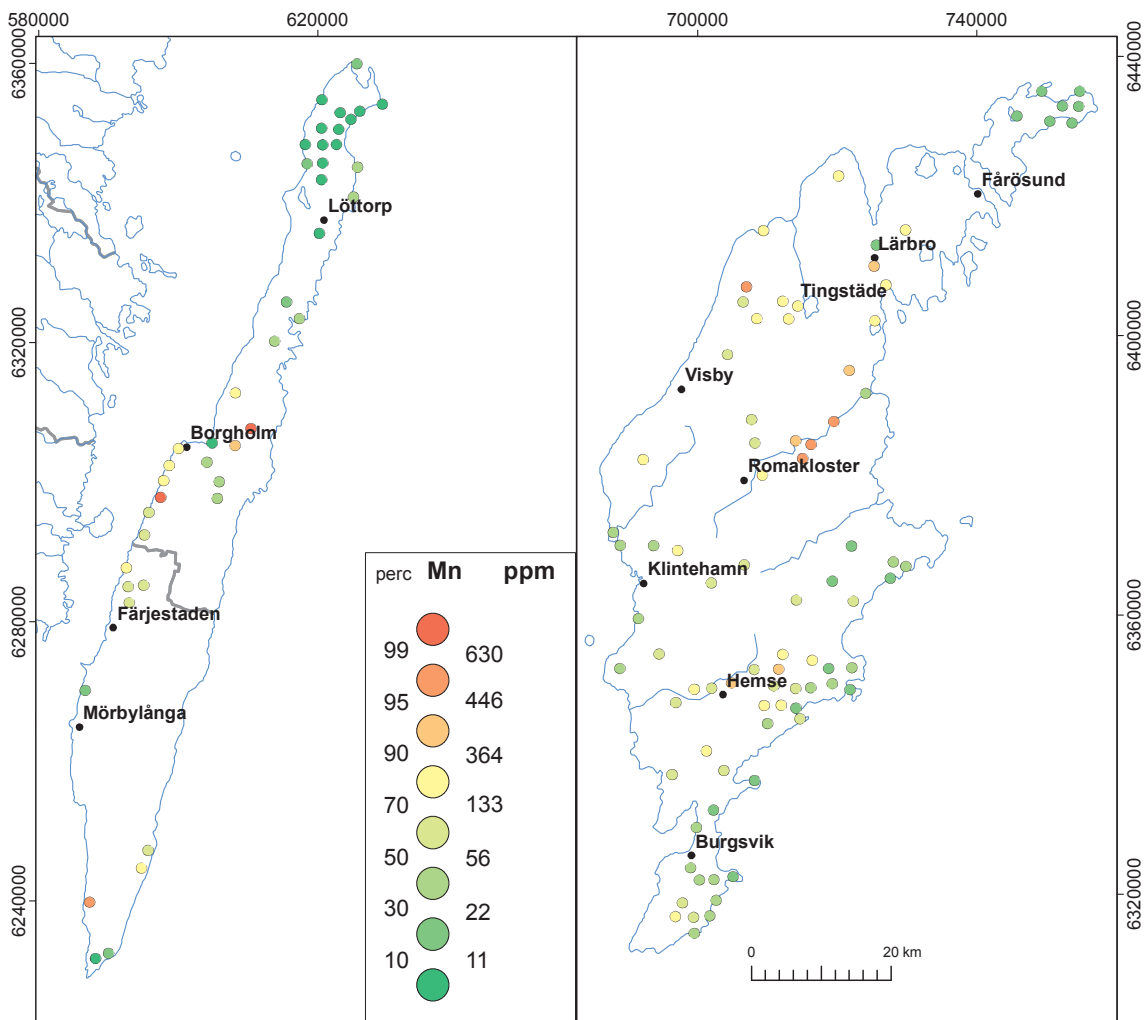 580000
620000
700000
740000
6360000
6320000
6280000
6240000
6440000
6400000
6360000
6320000
Löttorp
Borgholm
Färjestaden
Mörbylånga
Fårösund
Lärbro
Tingstäde
Visby
Romakloster
Klintehamn
Hemse
Burgsvik
perc Mn ppm
99 630
95 446
90 364
70 133
50 56
30 22
10 11
0 20 km